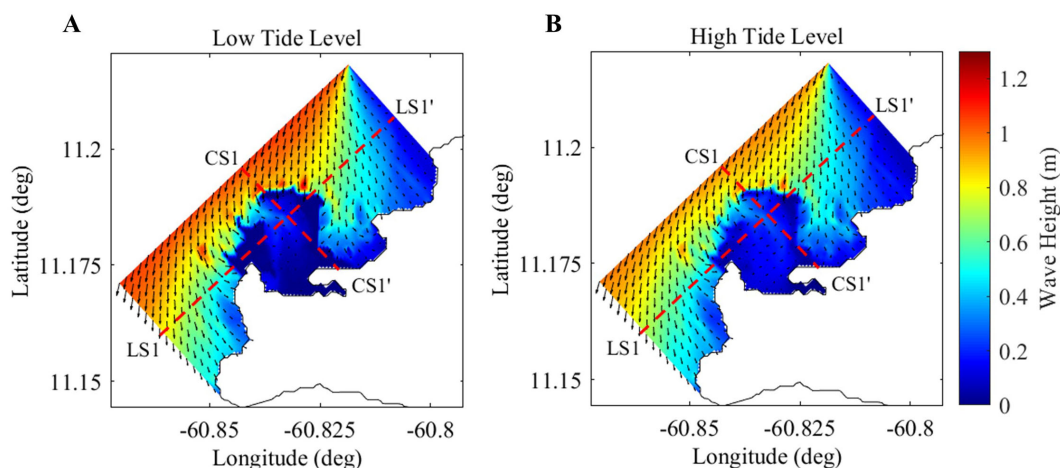 A
B
Low Tide Level
High Tide Level
LS1'
LS1'
CS1
CS1
CS1'
CS1'
LS1
LS1
11.2
11.175
11.15
11.2
11.175
11.15
-60.85
-60.825
-60.8
-60.85
-60.825
-60.8
Latitude (deg)
Latitude (deg)
Longitude (deg)
Longitude (deg)
1.2
1
0.8
0.6
0.4
0.2
0
Wave Height (m)